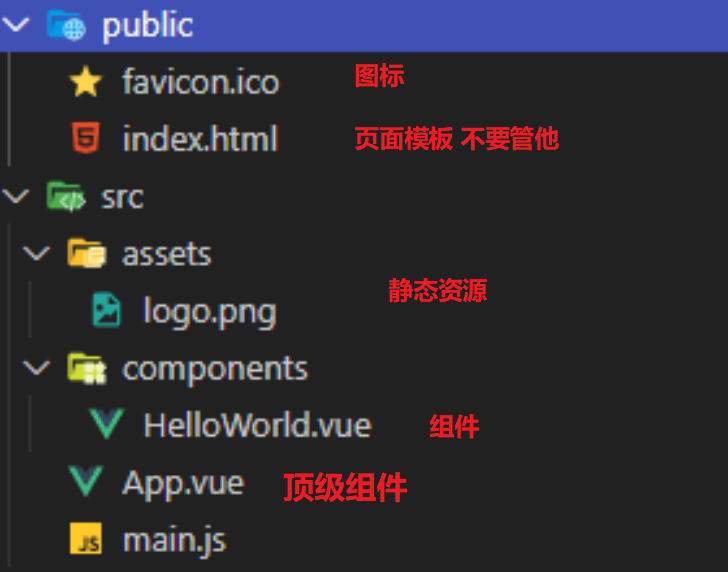 public
favicon.ico 图标
index.html 页面模板 不要管他
src
assets
静态资源
logo.png
components
HelloWorld.vue 组件
App.vue 顶级组件
JS main.js